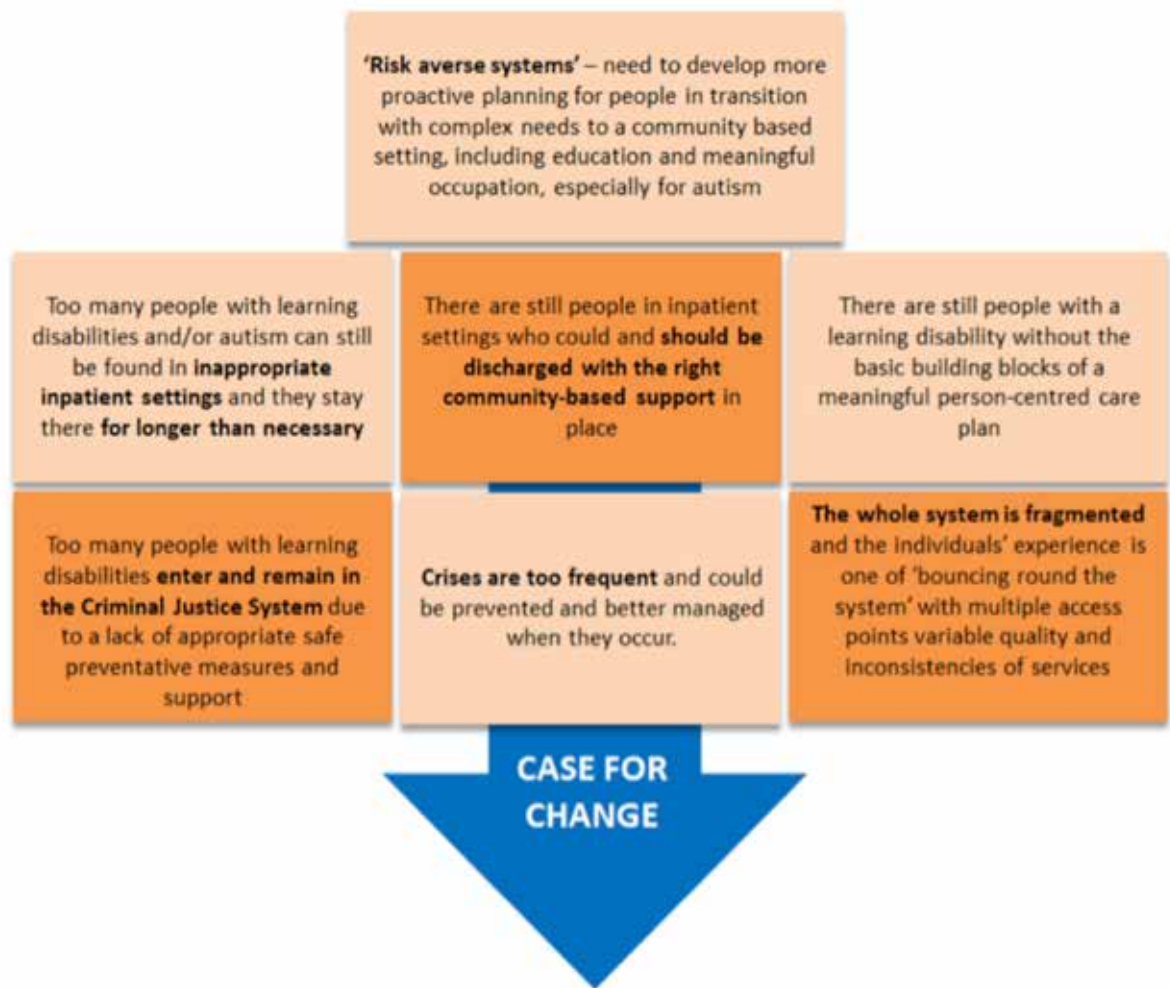 ‘Risk averse systems’ – need to develop more
proactive planning for people in transition
with complex needs to a community based
setting, including education and meaningful
occupation, especially for autism
Too many people with learning
disabilities and/or autism can still
be found in inappropriate
inpatient settings and they stay
there for longer than necessary
There are still people in inpatient
settings who could and should be
discharged with the right
community-based support in
place
There are still people with a
learning disability without the
basic building blocks of a
meaningful person-centred care
plan
Too many people with learning
disabilities enter and remain in
the Criminal Justice System due
to a lack of appropriate safe
preventative measures and
support
Crises are too frequent and could
be prevented and better managed
when they occur.
The whole system is fragmented
and the individuals’ experience is
one of ‘bouncing round the
system’ with multiple access
points variable quality and
inconsistencies of services
CASE FOR
CHANGE